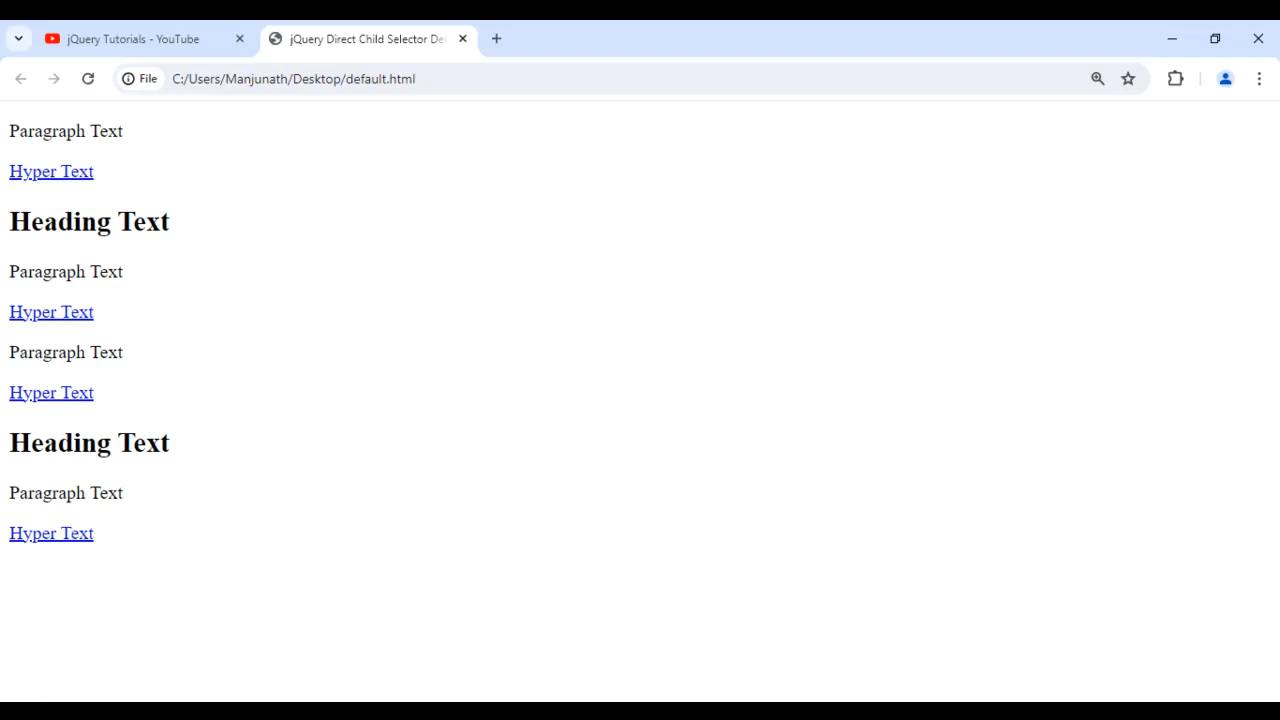 jQuery Tutorials - YouTube
jQuery Direct Child Selector De
File
C:/Users/Manjunath/Desktop/default.html
Paragraph Text
Hyper Text
Heading Text
Paragraph Text
Hyper Text
Paragraph Text
Hyper Text
Heading Text
Paragraph Text
Hyper Text